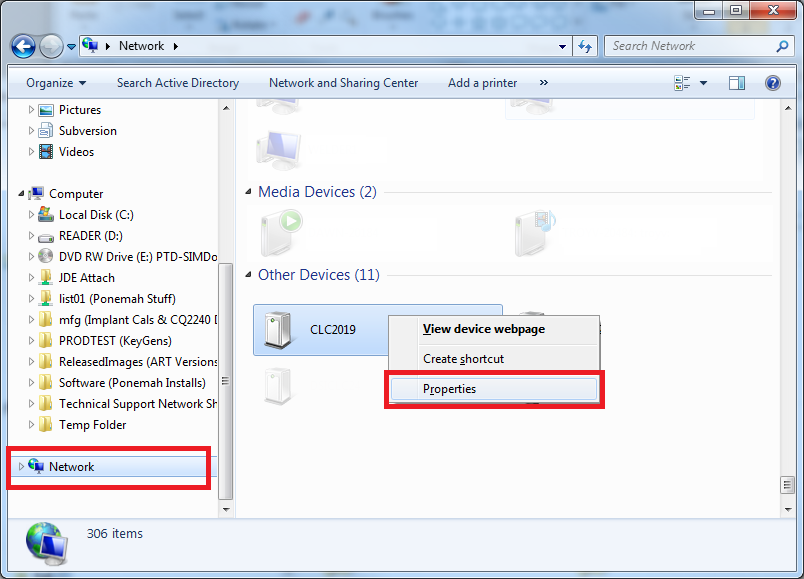 Network
Search Network
Organize
Search Active Directory
Network and Sharing Center
Add a printer
»
Pictures
Subversion
Videos
Computer
Local Disk (C:)
READER (D:)
DVD RW Drive (E:) PTD-SIMDo
JDE Attach
list01 (Ponemah Stuff)
mfg (Implant Cals & CQ2240 D
PRODTEST (KeyGens)
ReleasedImages (ART Versions
Software (Ponemah Installs)
Technical Support Network Sh
Temp Folder
Network
Media Devices (2)
Other Devices (11)
CLC2019
View device webpage
Create shortcut
Properties
306 items